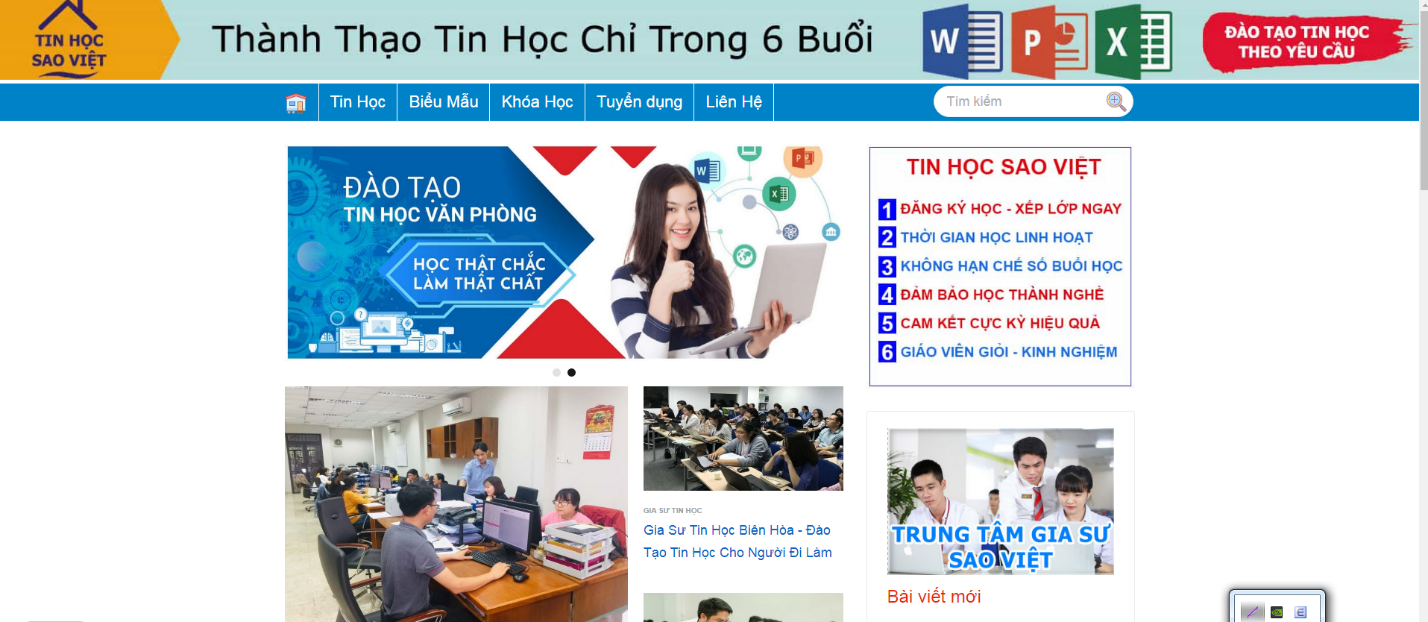 TIN HỌC
SAO VIỆT
Thành Thạo Tin Học Chỉ Trong 6 Buổi
W P X
ĐÀO TẠO TIN HỌC
THEO YÊU CẦU
Tin Học
Biểu Mẫu
Khóa Học
Tuyển dụng
Liên Hệ
Tìm kiếm
ĐÀO TẠO
TIN HỌC VĂN PHÒNG
HỌC THẬT CHẮC
LÀM THẬT CHẤT
TIN HỌC SAO VIỆT
1 ĐĂNG KÝ HỌC - XẾP LỚP NGAY
2 THỜI GIAN HỌC LINH HOẠT
3 KHÔNG HẠN CHẾ SỐ BUỔI HỌC
4 ĐẢM BẢO HỌC THÀNH NGHỀ
5 CAM KẾT CỰC KỲ HIỆU QUẢ
6 GIÁO VIÊN GIỎI - KINH NGHIỆM
GIA SƯ TIN HỌC
Gia Sư Tin Học Biên Hòa - Đào
Tạo Tin Học Cho Người Đi Làm
TRUNG TÂM GIA SƯ
SAO VIỆT
Bài viết mới